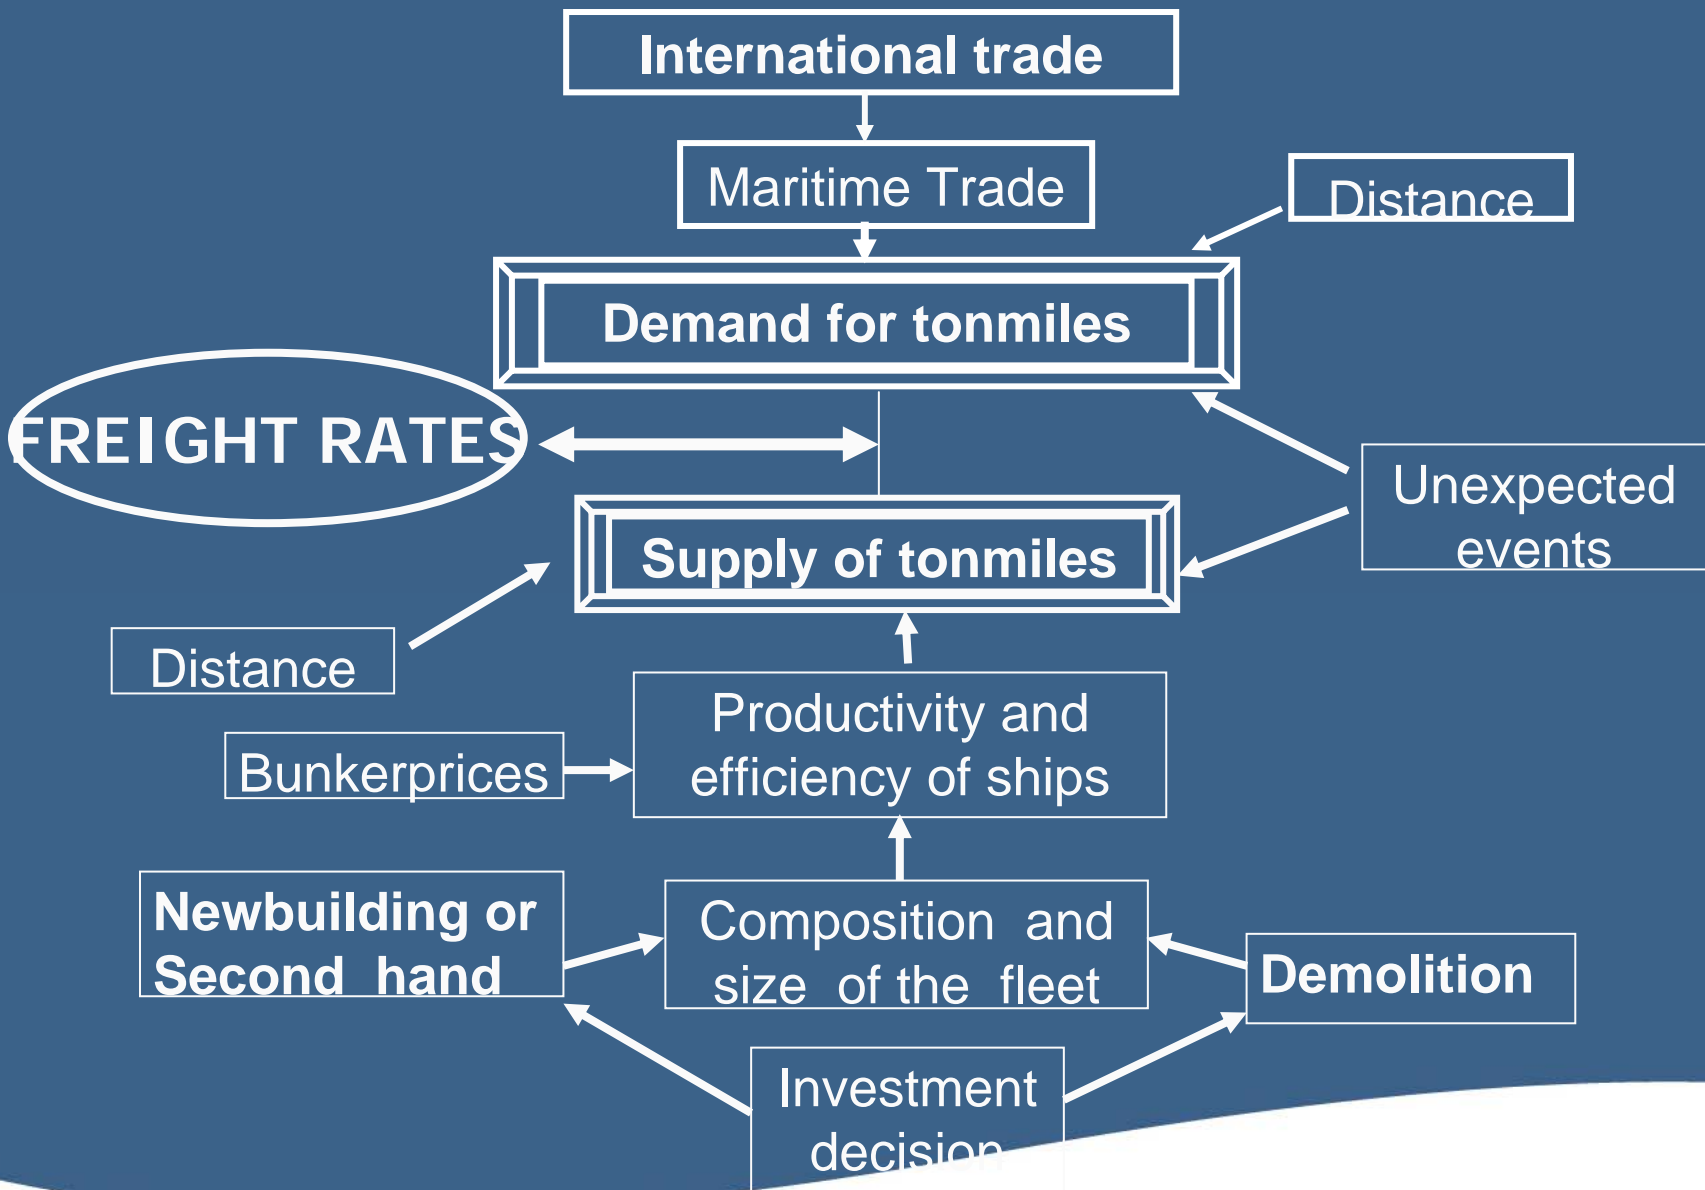 International trade
Maritime Trade
Distance
Demand for tonmiles
FREIGHT RATES
Unexpected
events
Supply of tonmiles
Distance
Productivity and
efficiency of ships
Bunkerprices
Newbuilding or
Second hand
Composition and
size of the fleet
Demolition
Investment
decision